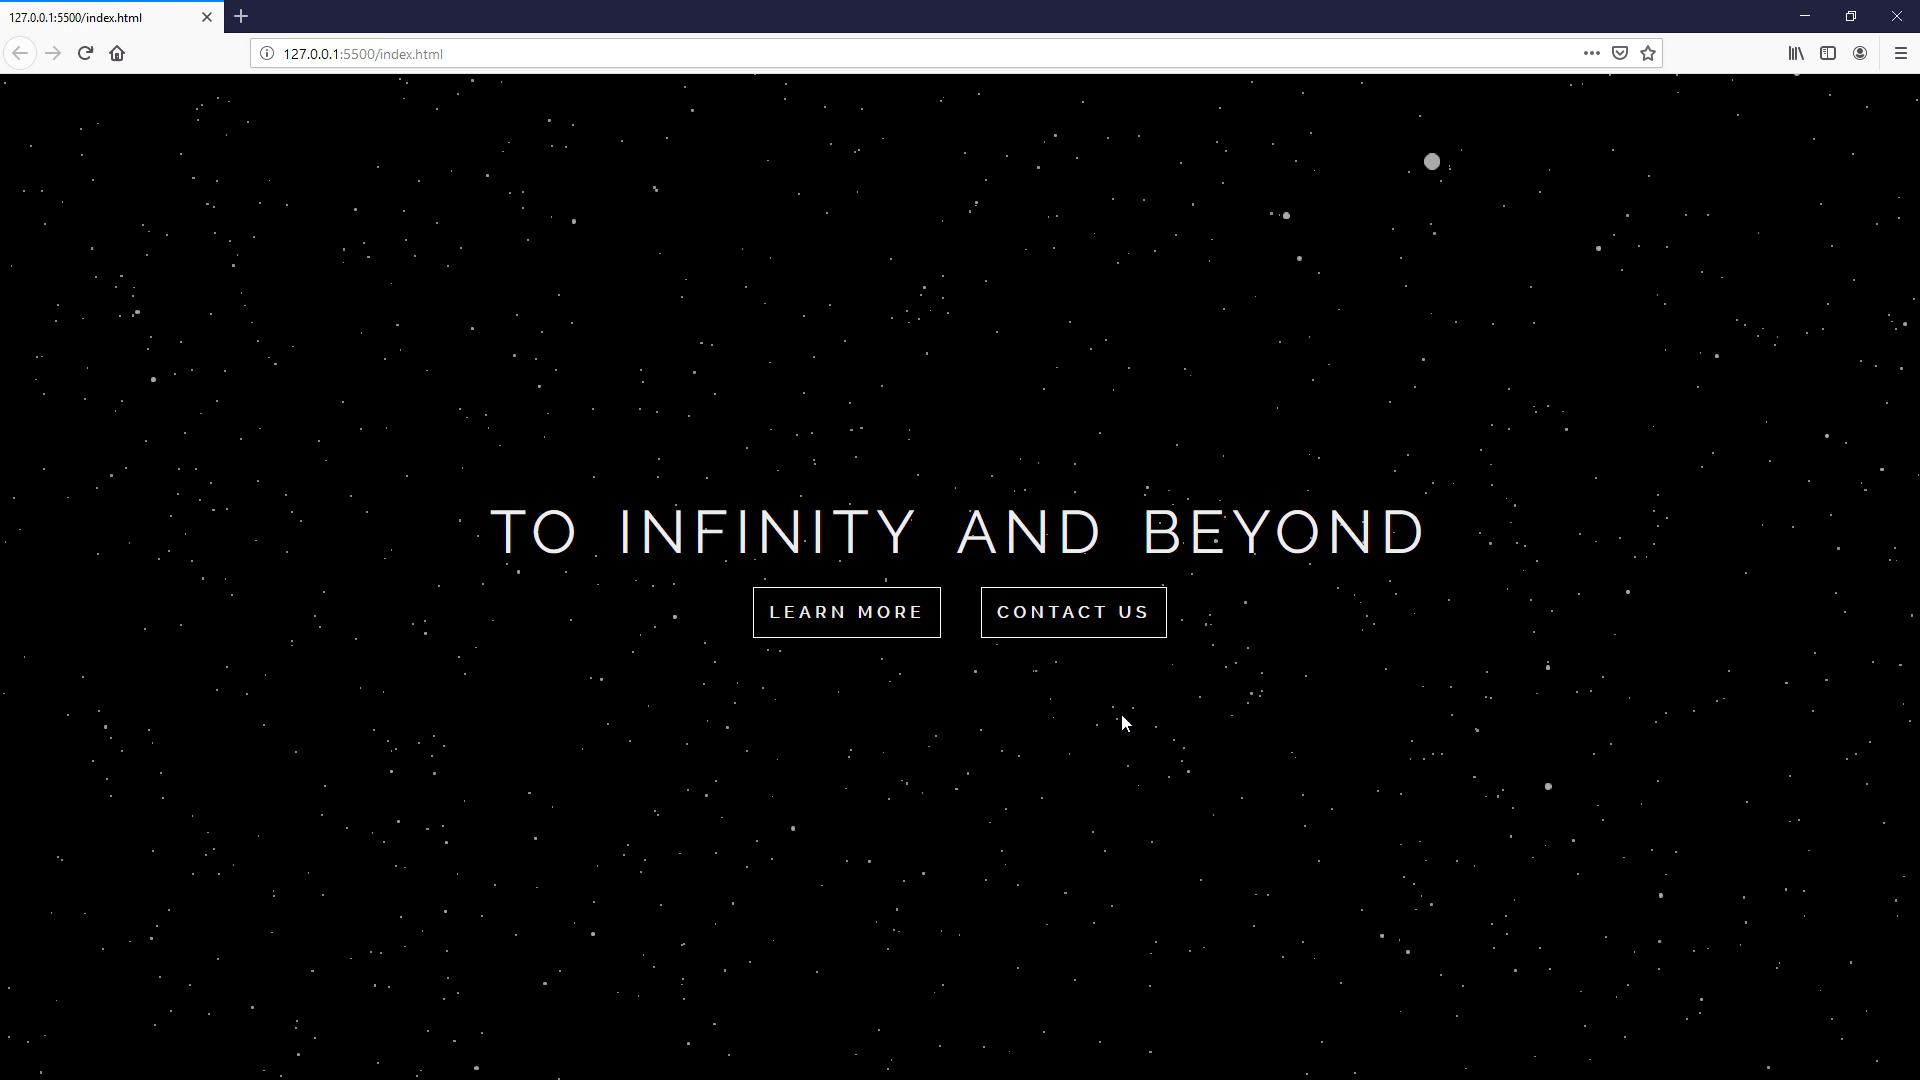 127.0.0.1:5500/index.html
127.0.0.1:5500/index.html
TO INFINITY AND BEYOND
LEARN MORE
CONTACT US